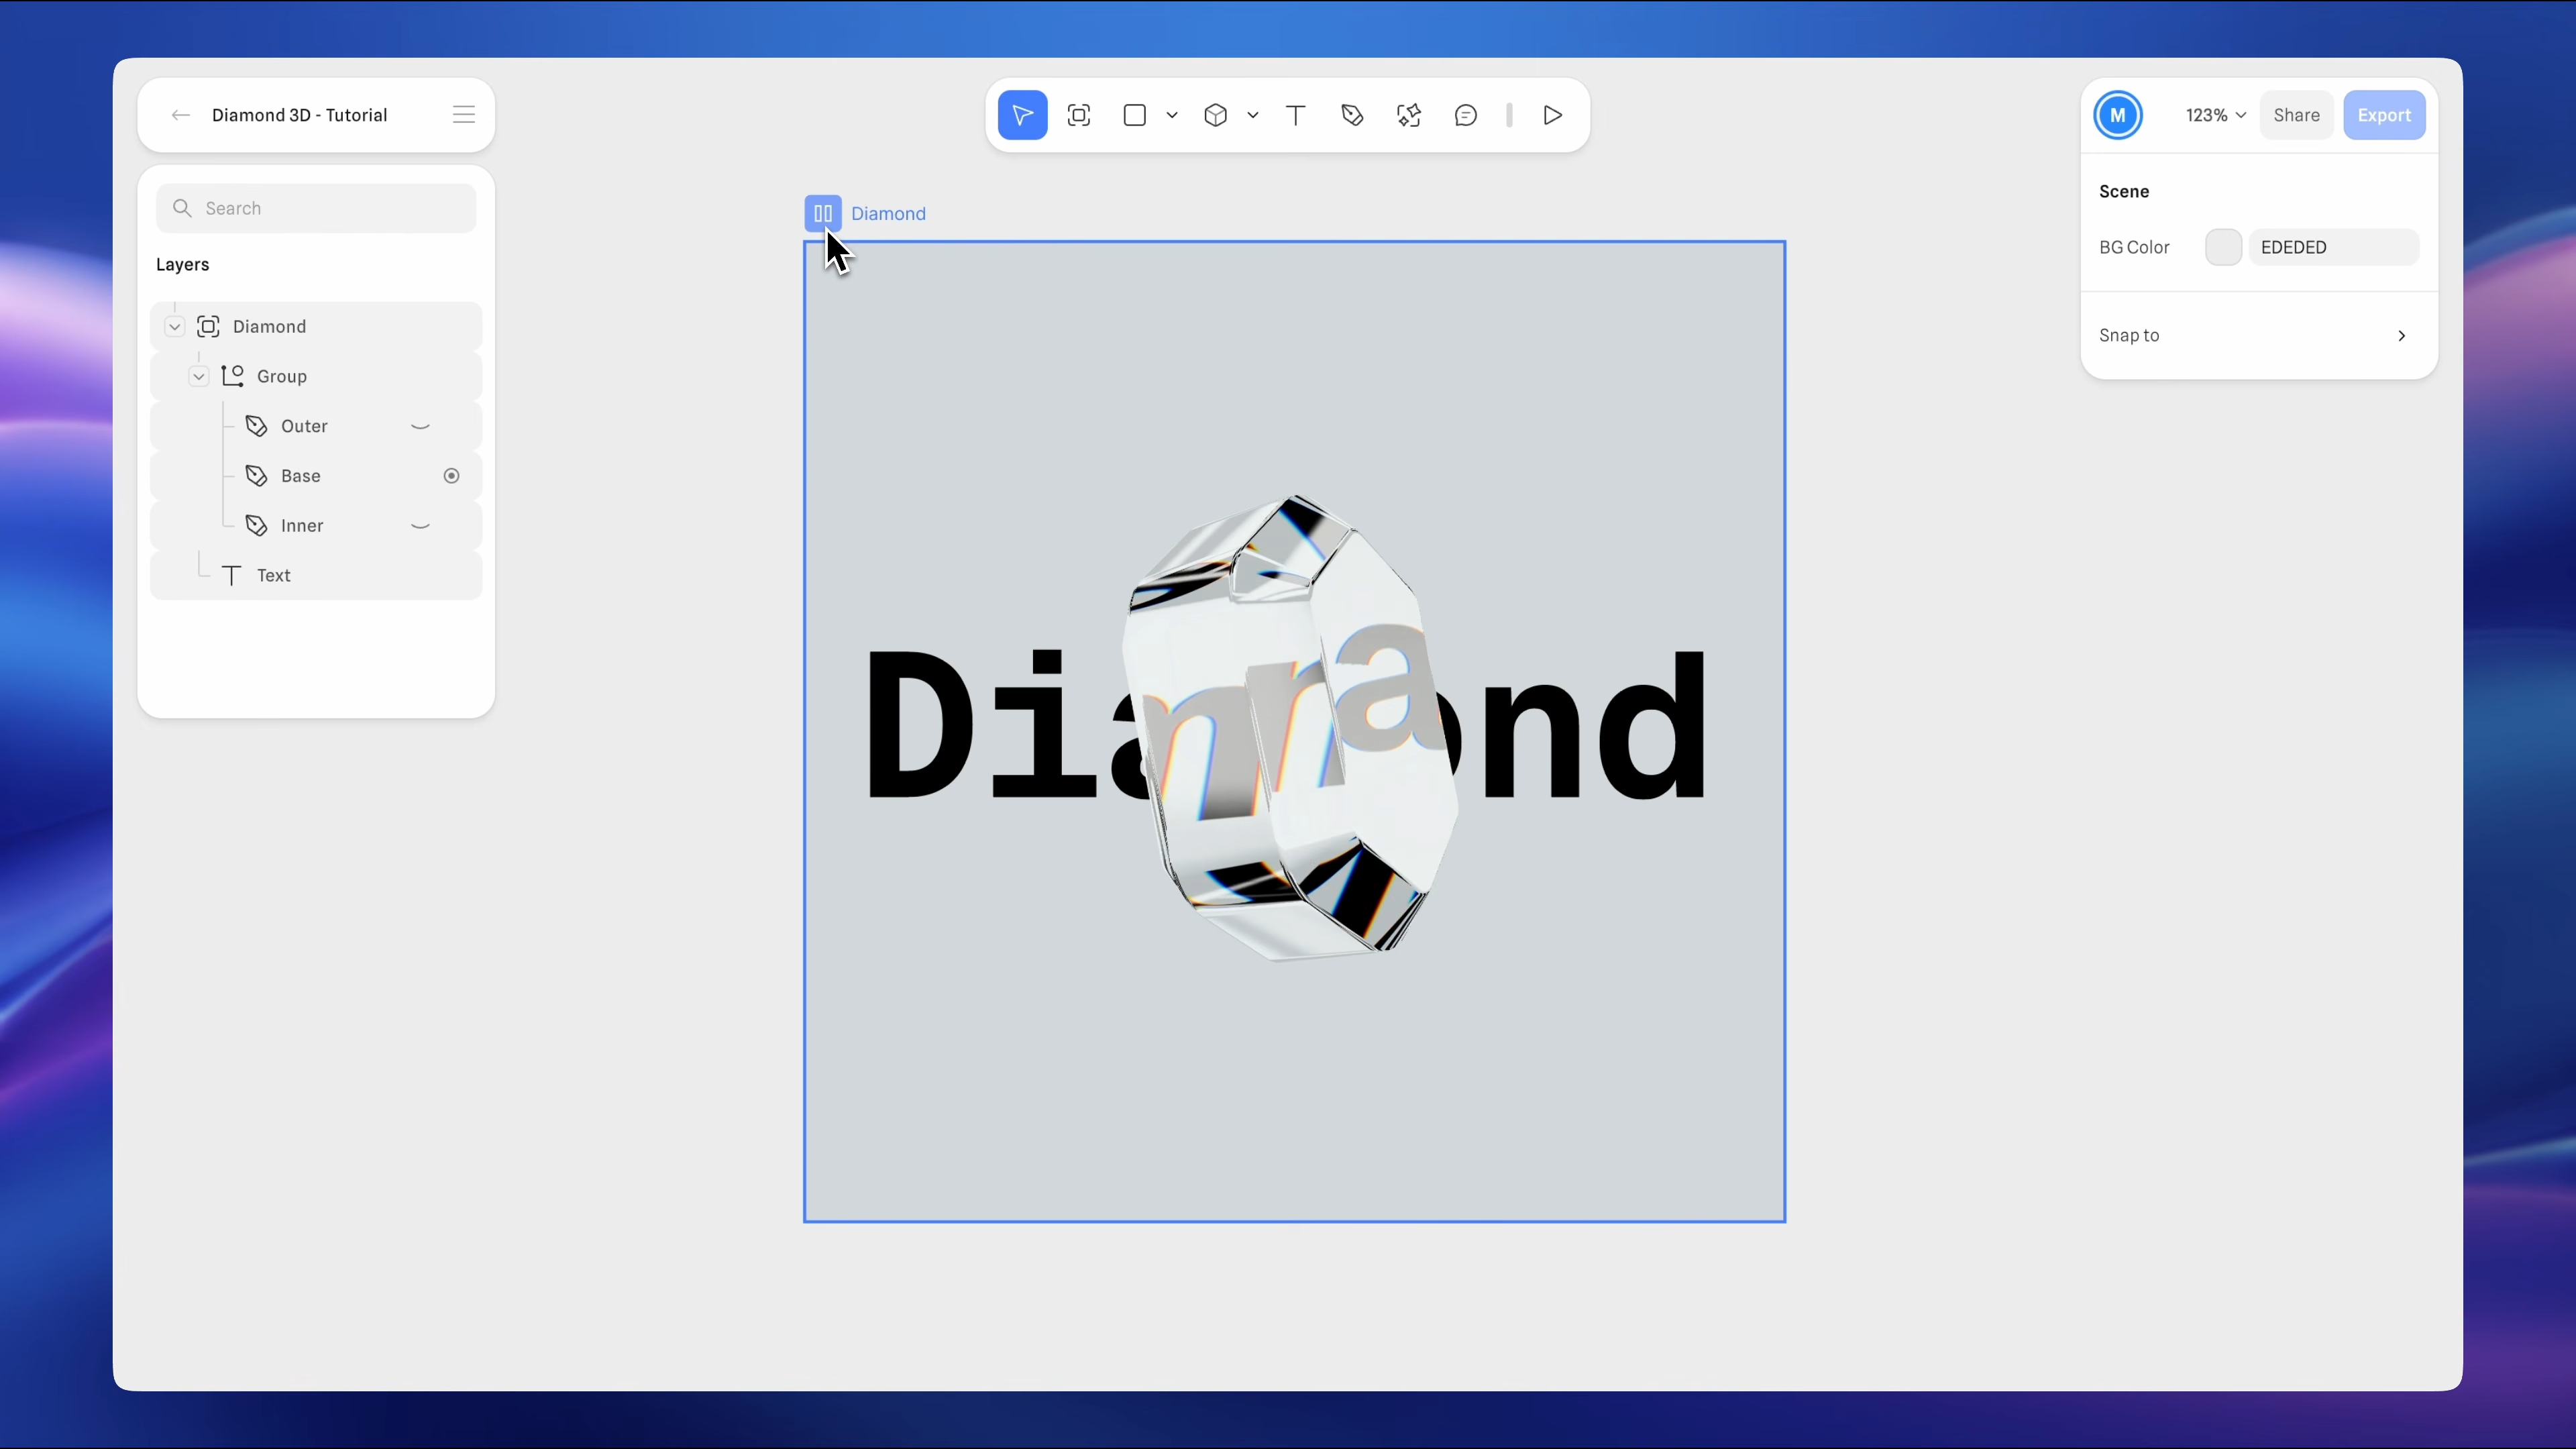 Diamond 3D - Tutorial
M
123%
Share
Export
Search
Layers
Diamond
Group
Outer
Base
Inner
Text
Diamond
Dia
nd
n
a
Scene
BG Color
EDEDED
Snap to